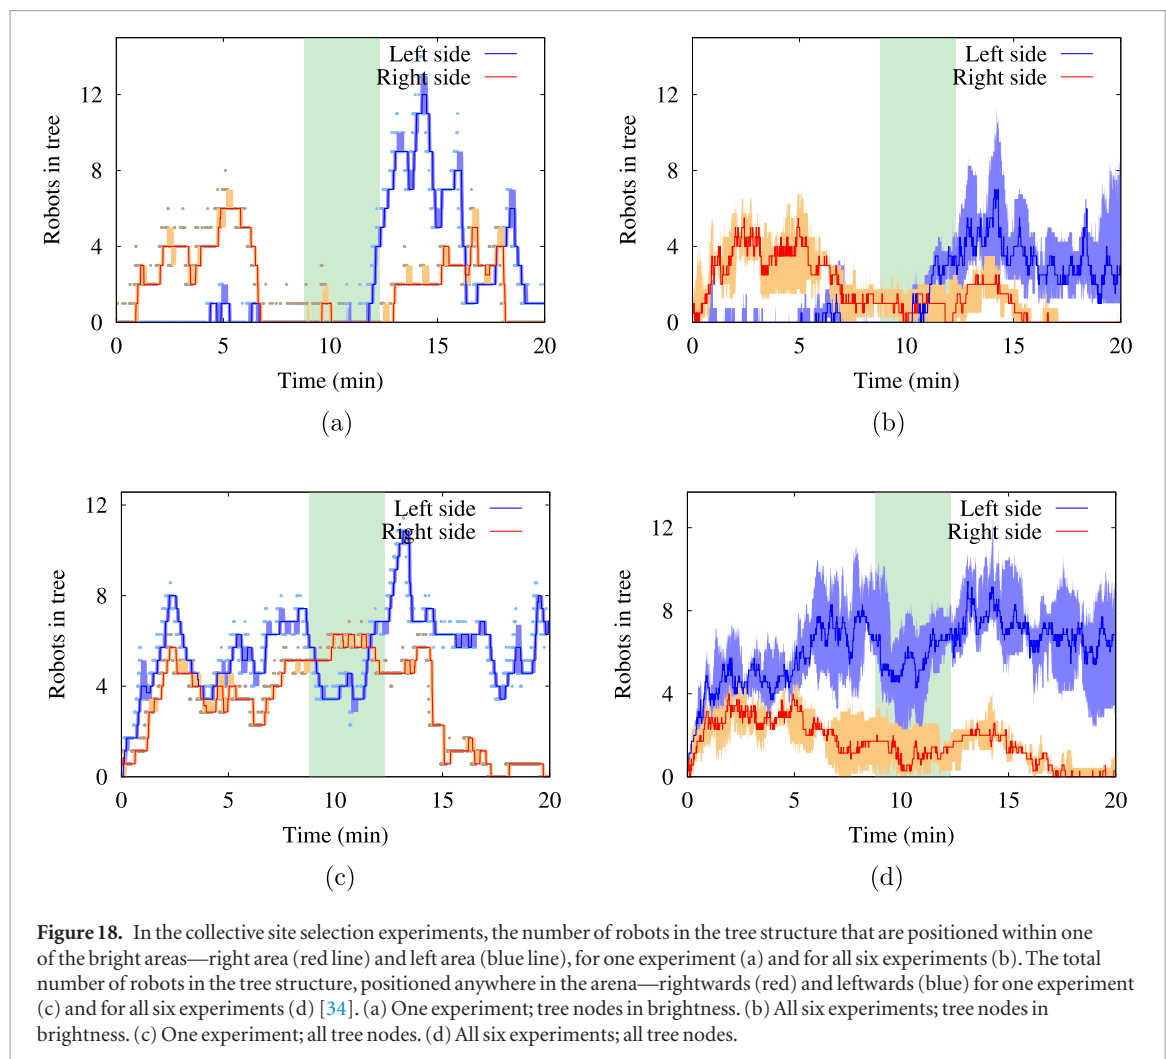 Left side
Right side
Robots in tree
12
8
4
0
0 5 10 15 20
Time (min)
(a)
Left side
Right side
Robots in tree
12
8
4
0
0 5 10 15 20
Time (min)
(b)
Left side
Right side
Robots in tree
12
8
4
0
0 5 10 15 20
Time (min)
(c)
Left side
Right side
Robots in tree
12
8
4
0
0 5 10 15 20
Time (min)
(d)
Figure 18. In the collective site selection experiments, the number of robots in the tree structure that are positioned within one
of the bright areas—right area (red line) and left area (blue line), for one experiment (a) and for all six experiments (b). The total
number of robots in the tree structure, positioned anywhere in the arena—rightwards (red) and leftwards (blue) for one experiment
(c) and for all six experiments (d) [34]. (a) One experiment; tree nodes in brightness. (b) All six experiments; tree nodes in
brightness. (c) One experiment; all tree nodes. (d) All six experiments; all tree nodes.